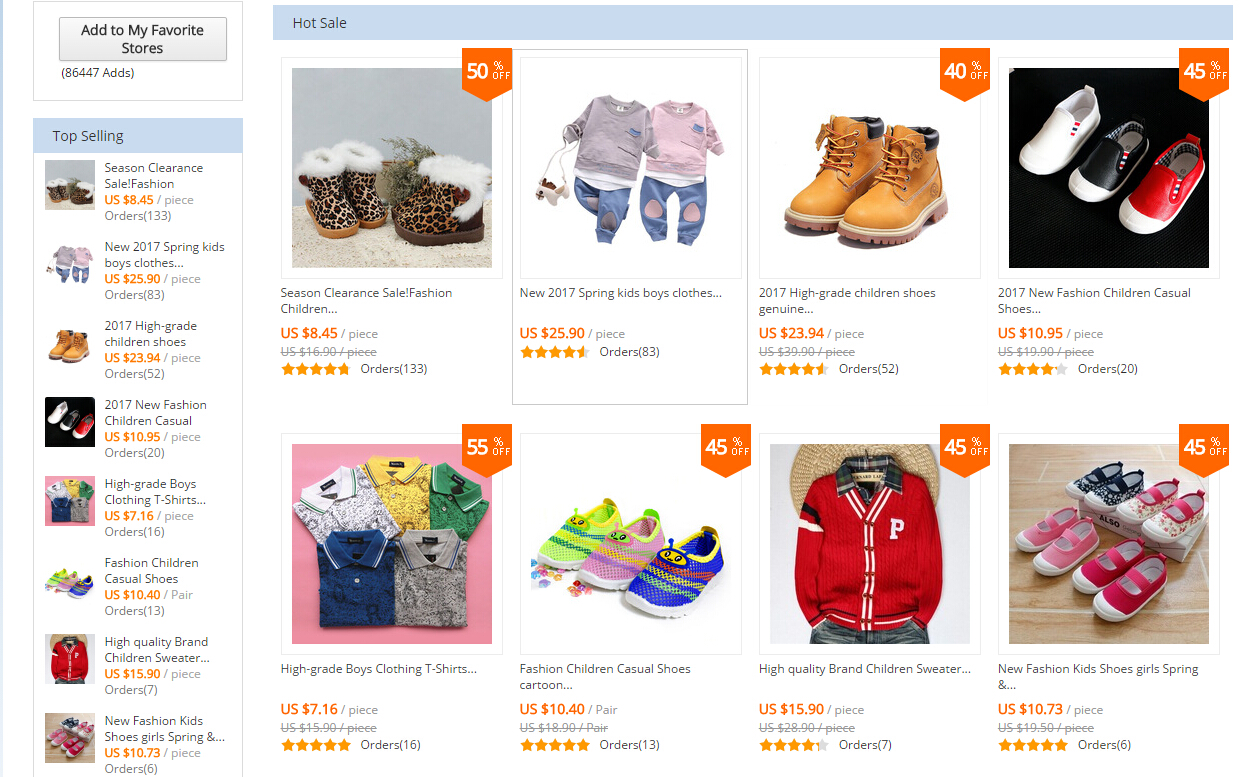 Add to My Favorite
Stores
(86447 Adds)
Top Selling
Season Clearance
Sale!Fashion
US $8.45 / piece
Orders(133)
New 2017 Spring kids
boys clothes...
US $25.90 / piece
Orders(83)
2017 High-grade
children shoes
US $23.94 / piece
Orders(52)
2017 New Fashion
Children Casual
US $10.95 / piece
Orders(20)
High-grade Boys
Clothing T-Shirts...
US $7.16 / piece
Orders(16)
Fashion Children
Casual Shoes
US $10.40 / Pair
Orders(13)
High quality Brand
Children Sweater...
US $15.90 / piece
Orders(7)
New Fashion Kids
Shoes girls Spring &...
US $10.73 / piece
Orders(6)
Hot Sale
50 % OFF
40 % OFF
45 % OFF
Season Clearance Sale!Fashion
Children...
US $8.45 / piece
US $16.90 / piece
Orders(133)
New 2017 Spring kids boys clothes...
US $25.90 / piece
Orders(83)
2017 High-grade children shoes
genuine...
US $23.94 / piece
US $39.90 / piece
Orders(52)
2017 New Fashion Children Casual
Shoes...
US $10.95 / piece
US $19.90 / piece
Orders(20)
55 % OFF
45 % OFF
45 % OFF
P
45 % OFF
ALSO
High-grade Boys Clothing T-Shirts...
US $7.16 / piece
US $15.90 / piece
Orders(16)
Fashion Children Casual Shoes
cartoon...
US $10.40 / Pair
US $18.90 / Pair
Orders(13)
High quality Brand Children Sweater...
US $15.90 / piece
US $28.90 / piece
Orders(7)
New Fashion Kids Shoes girls Spring
&...
US $10.73 / piece
US $19.50 / piece
Orders(6)